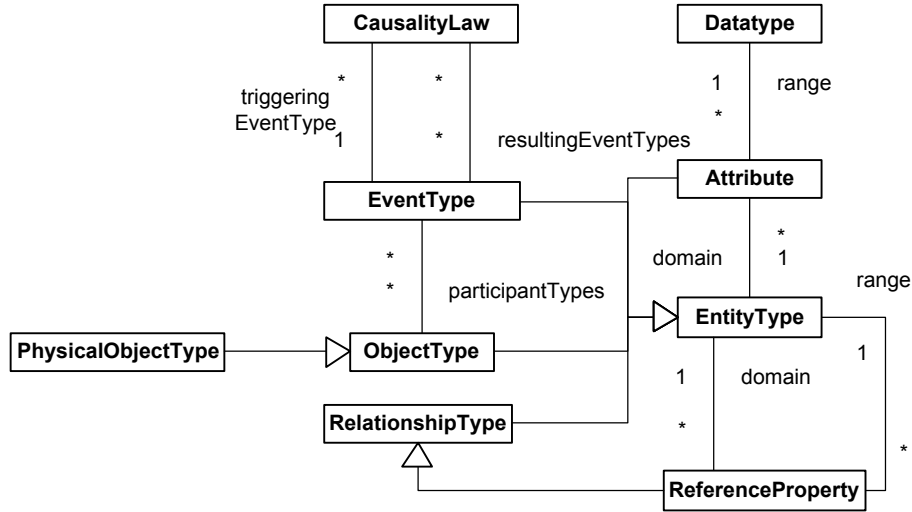 CausalityLaw
Datatype
*
*
1
range
triggering
EventType
*
1
*
resultingEventTypes
EventType
Attribute
*
*
participantTypes
domain
*
1
range
PhysicalObjectType
ObjectType
EntityType
1
domain
1
RelationshipType
*
*
ReferenceProperty